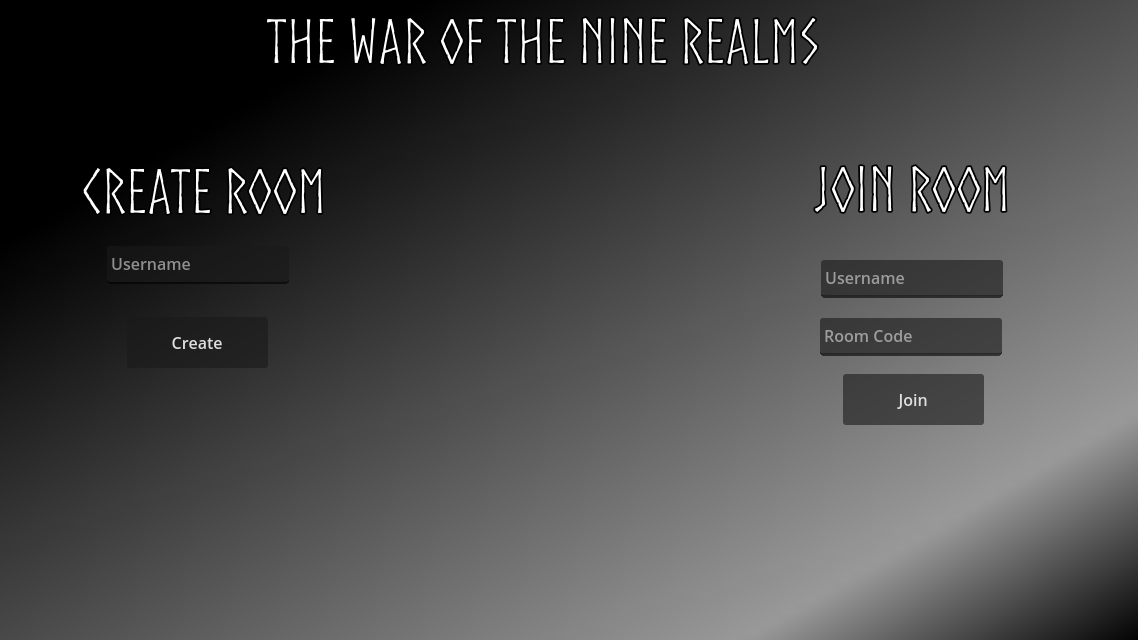 THE WAR OF THE NINE REALMS
CREATE ROOM
Username
Create
JOIN ROOM
Username
Room Code
Join